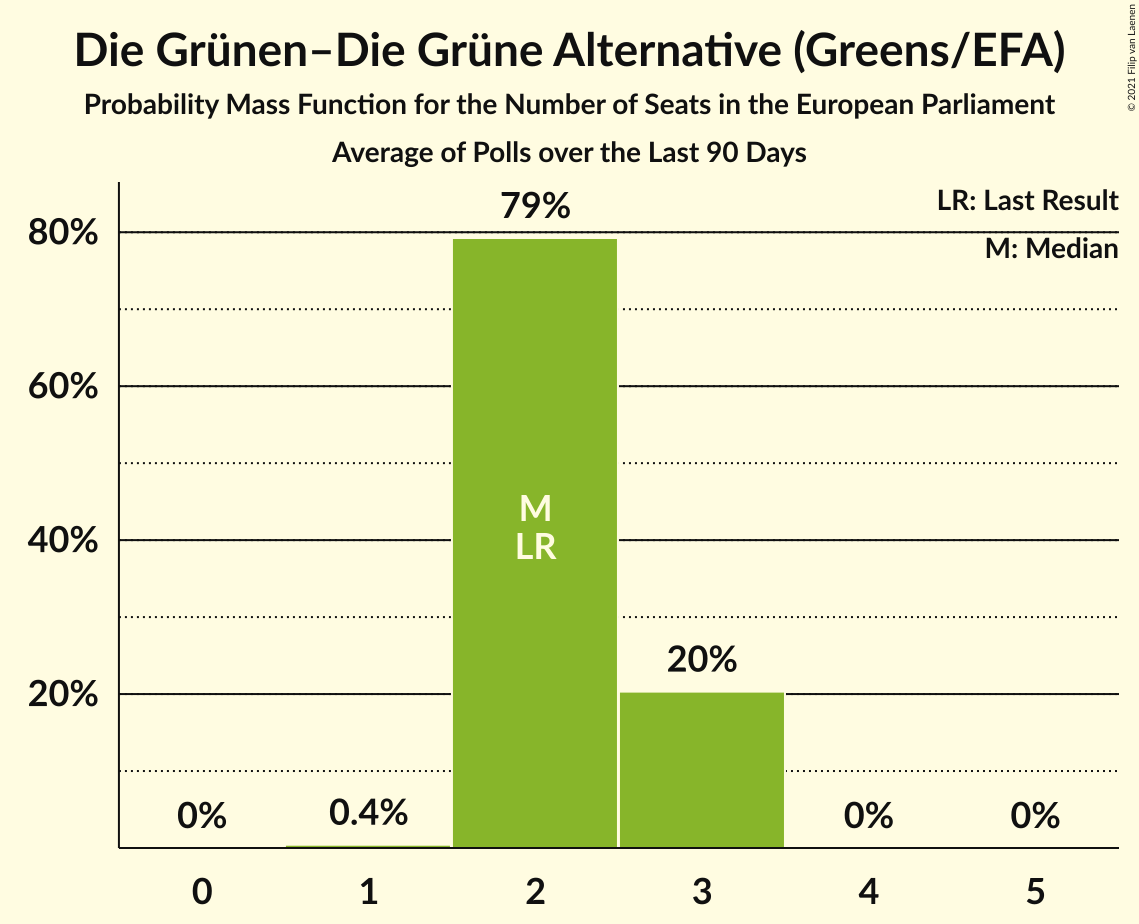 Die Grünen–Die Grüne Alternative (Greens/EFA)
Probability Mass Function for the Number of Seats in the European Parliament
Average of Polls over the Last 90 Days
© 2021 Filip van Laenen
LR: Last Result
M: Median
80%
60%
40%
20%
0%
0.4%
79%
M
LR
20%
0%
0%
0
1
2
3
4
5